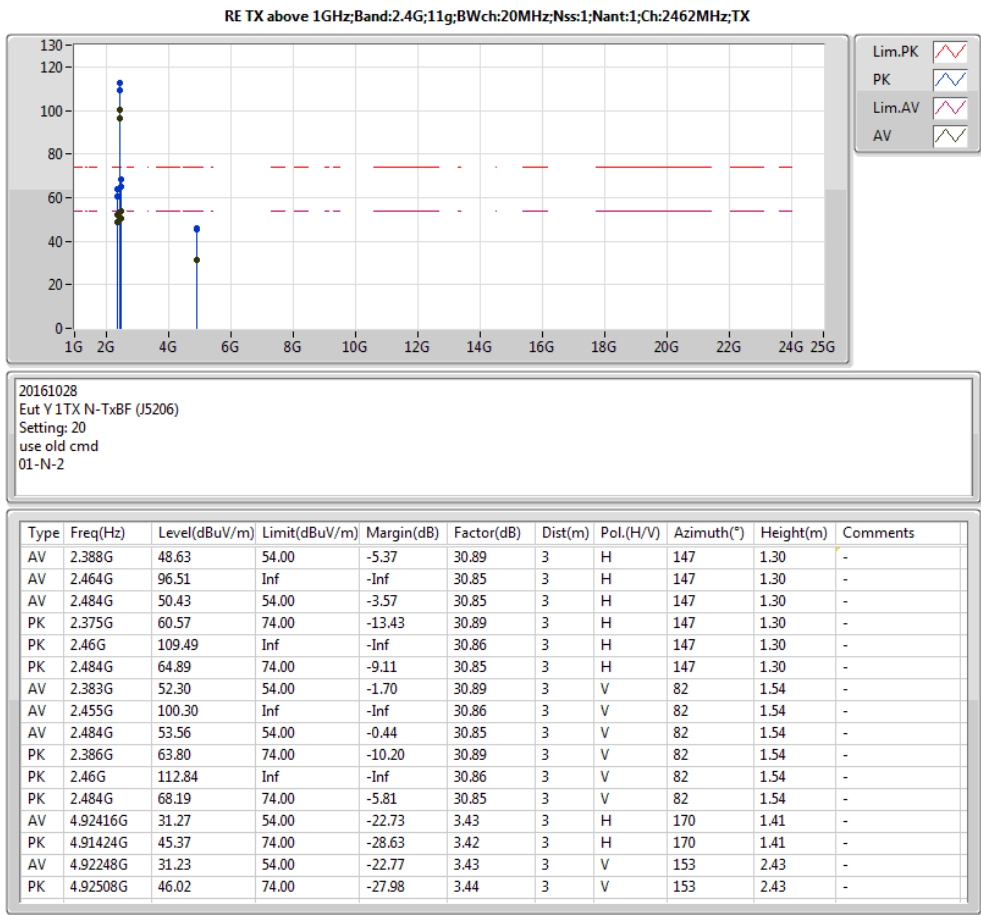 RE TX above 1GHz;Band:2.4G;11g;BWch:20MHz;Nss:1;Nant:1;Ch:2462MHz;TX
130
120
100
80
60
40
20
0
1G 2G 4G 6G 8G 10G 12G 14G 16G 18G 20G 22G 24G 25G
Lim.PK
PK
Lim.AV
AV
20161028
Eut Y 1TX N-TxBF (J5206)
Setting: 20
use old cmd
01-N-2
Type Freq(Hz) Level(dBuV/m) Limit(dBuV/m) Margin(dB) Factor(dB) Dist(m) Pol.(H/V) Azimuth(°) Height(m) Comments
AV 2.388G 48.63 54.00 -5.37 30.89 3 H 147 1.30 -
AV 2.464G 96.51 Inf -Inf 30.85 3 H 147 1.30 -
AV 2.484G 50.43 54.00 -3.57 30.85 3 H 147 1.30 -
PK 2.375G 60.57 74.00 -13.43 30.89 3 H 147 1.30 -
PK 2.46G 109.49 Inf -Inf 30.86 3 H 147 1.30 -
PK 2.484G 64.89 74.00 -9.11 30.85 3 H 147 1.30 -
AV 2.383G 52.30 54.00 -1.70 30.89 3 V 82 1.54 -
AV 2.455G 100.30 Inf -Inf 30.86 3 V 82 1.54 -
AV 2.484G 53.56 54.00 -0.44 30.85 3 V 82 1.54 -
PK 2.386G 63.80 74.00 -10.20 30.89 3 V 82 1.54 -
PK 2.46G 112.84 Inf -Inf 30.86 3 V 82 1.54 -
PK 2.484G 68.19 74.00 -5.81 30.85 3 V 82 1.54 -
AV 4.92416G 31.27 54.00 -22.73 3.43 3 H 170 1.41 -
PK 4.91424G 45.37 74.00 -28.63 3.42 3 H 170 1.41 -
AV 4.92248G 31.23 54.00 -22.77 3.43 3 V 153 2.43 -
PK 4.92508G 46.02 74.00 -27.98 3.44 3 V 153 2.43 -